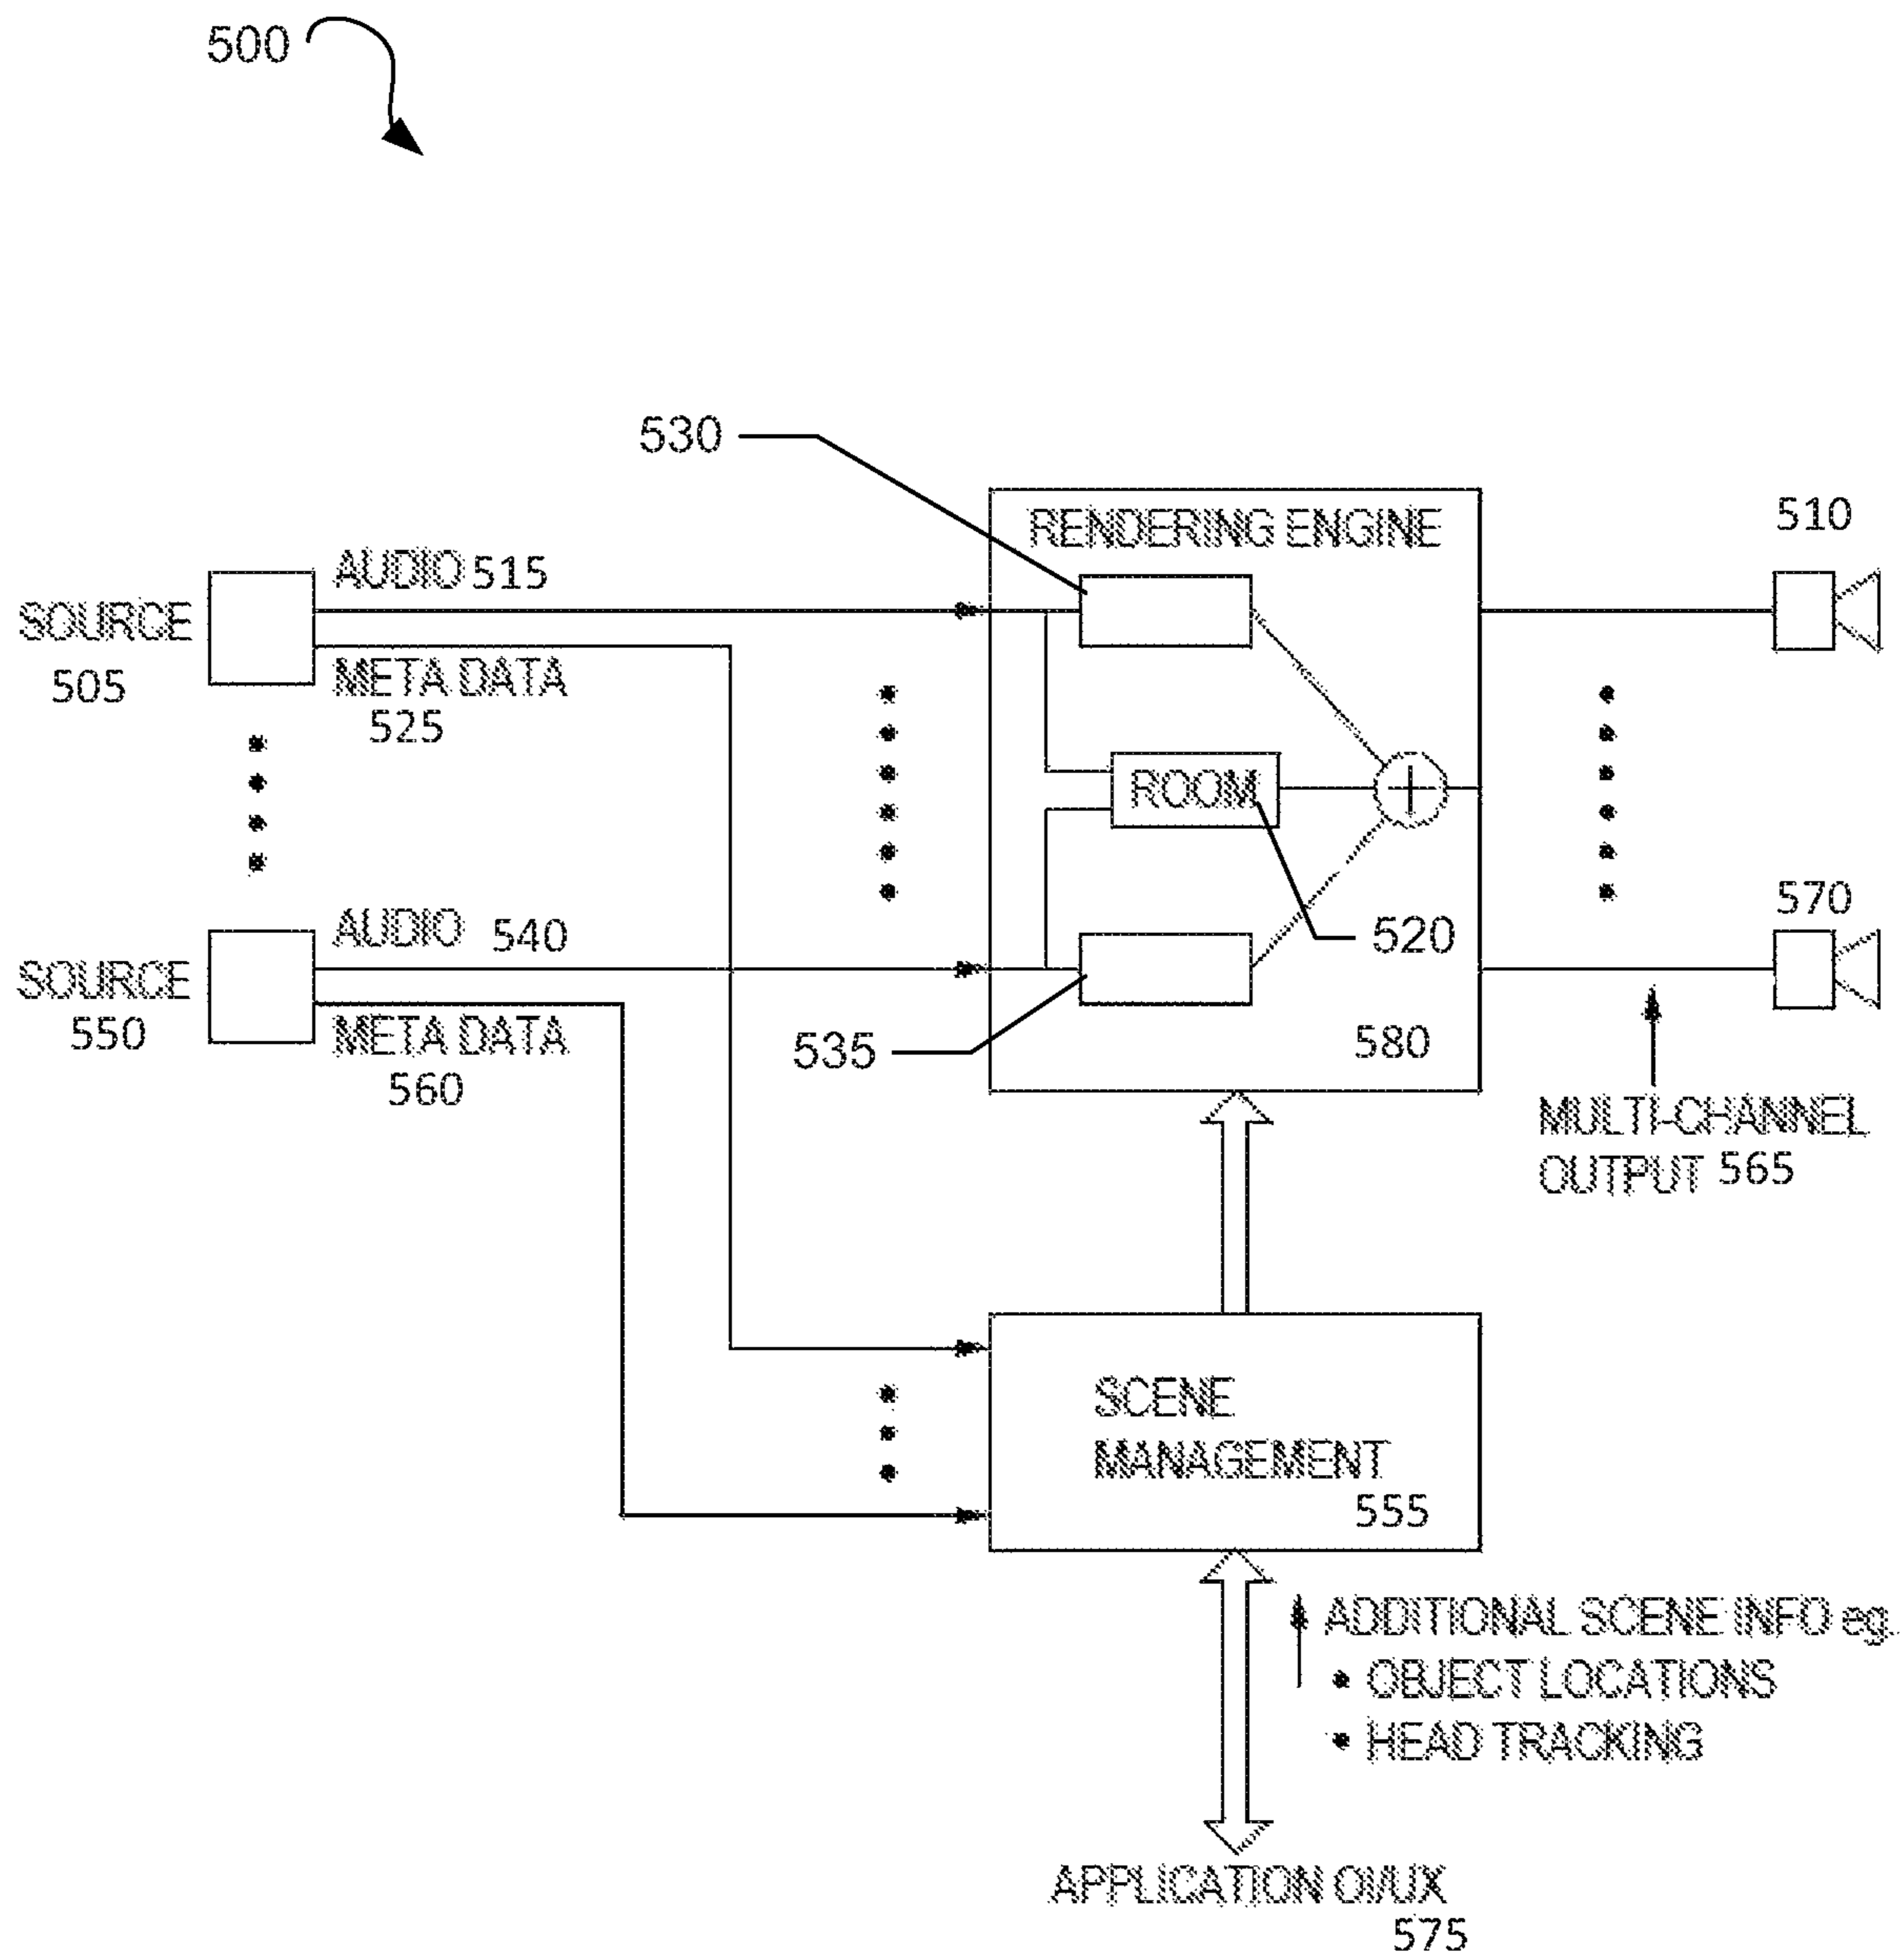 500
530
RENDERING ENGINE
510
AUDIO 515
SOURCE
505
META DATA
525
ROOM
520
570
AUDIO 540
SOURCE
550
META DATA
560
535
580
MULTI-CHANNEL
OUTPUT 565
SCENE
MANAGEMENT
555
ADDITIONAL SCENE INFO eg.
• OBJECT LOCATIONS
• HEAD TRACKING
APPLICATION OI/UX
575